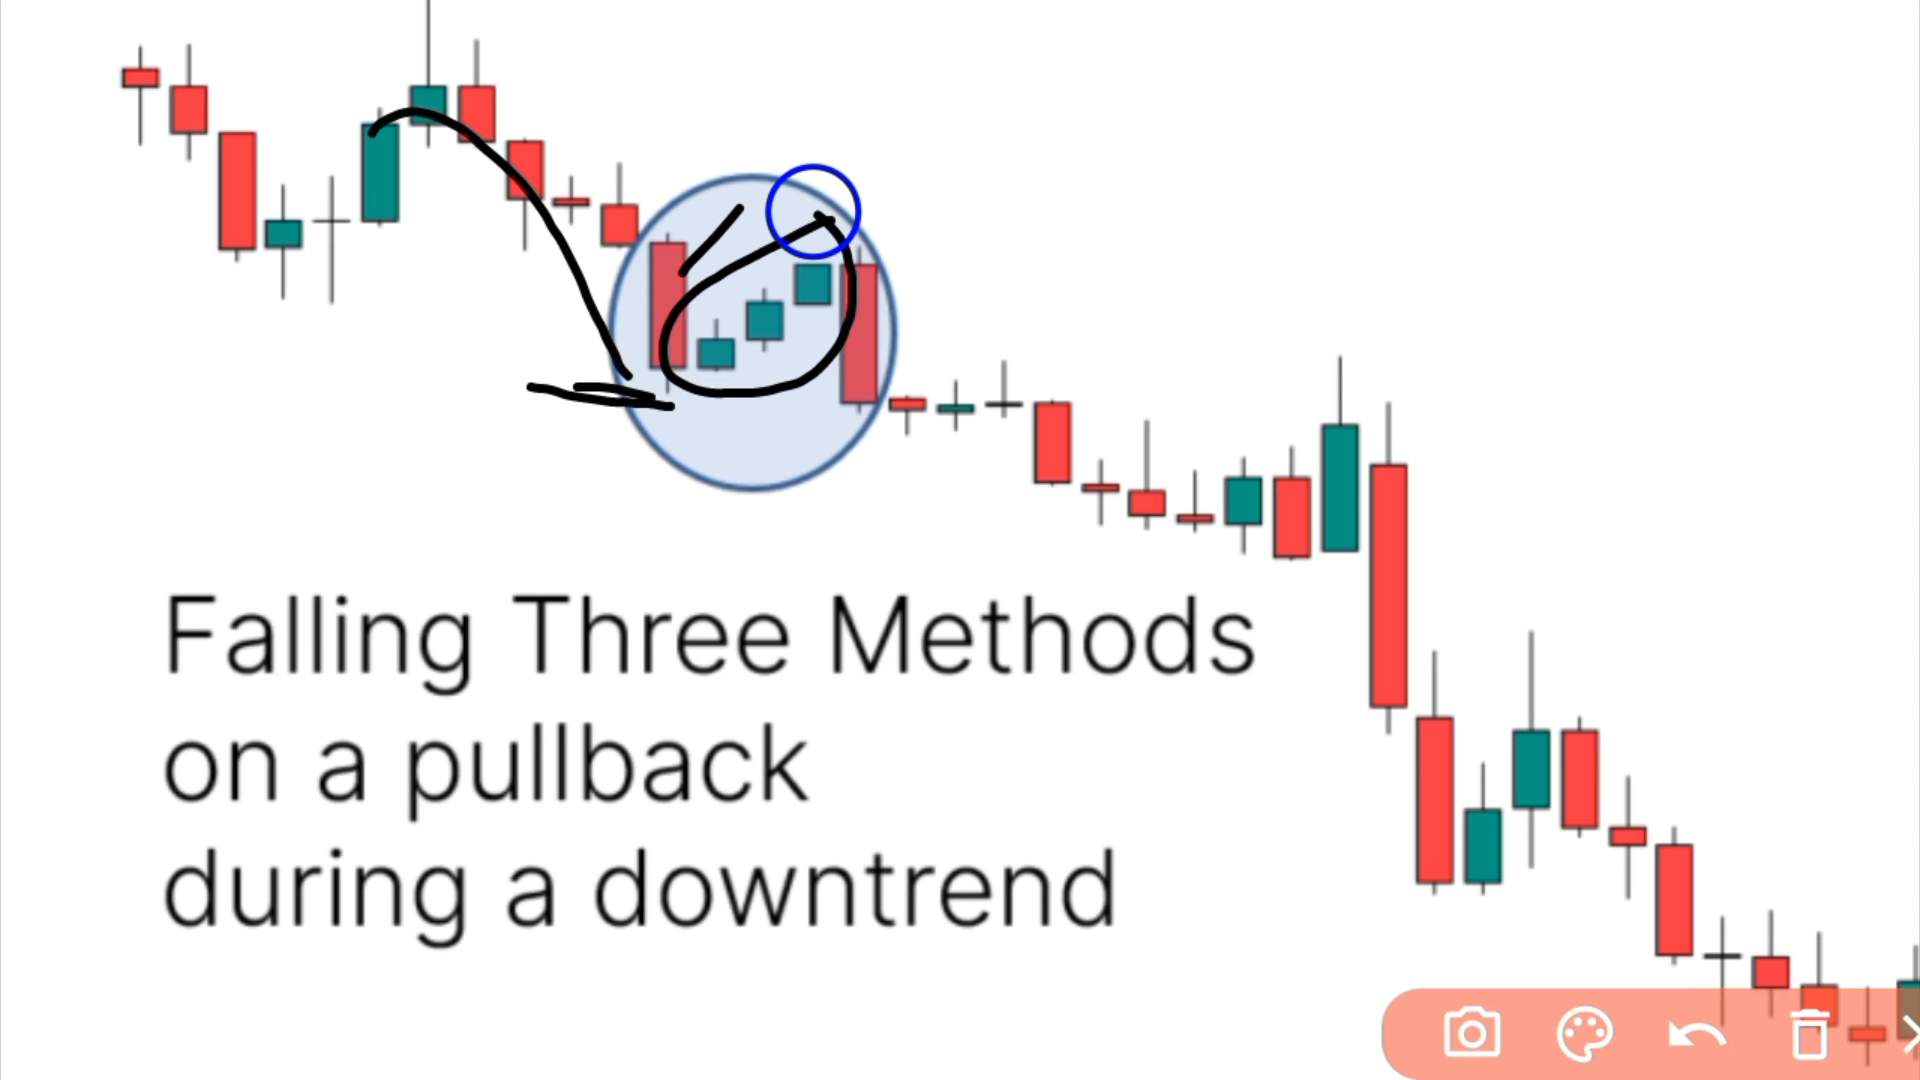 Falling Three Methods
on a pullback
during a downtrend